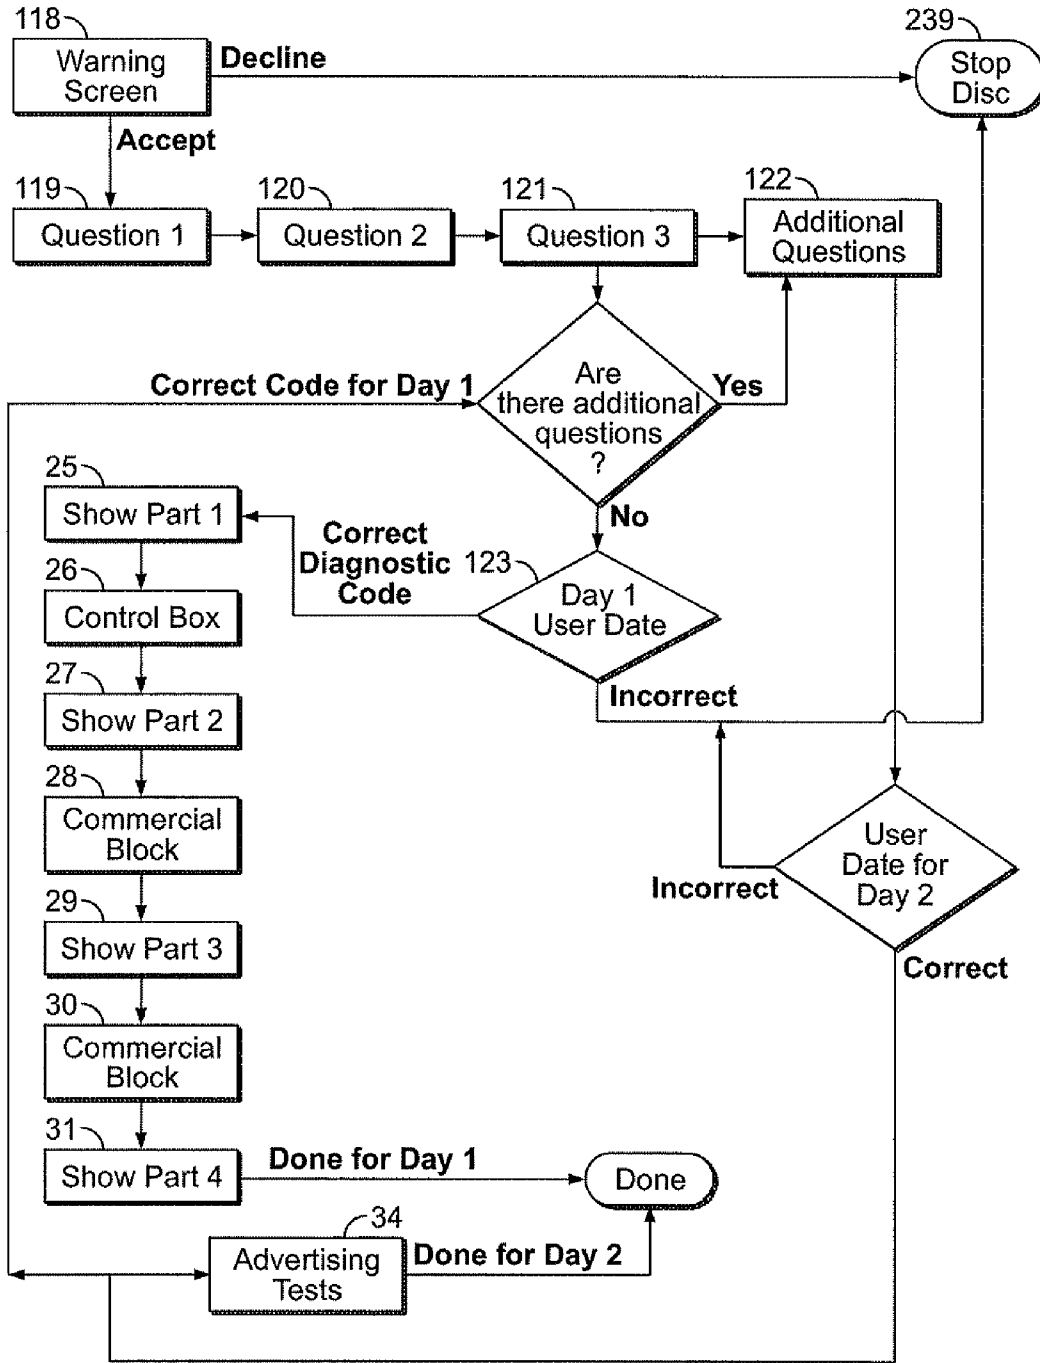 118
Warning
Screen
Decline
239
Stop
Disc
Accept
119
Question 1
120
Question 2
121
Question 3
122
Additional
Questions
Are
there additional
questions
?
Yes
Correct Code for Day 1
No
25
Show Part 1
Correct
Diagnostic
Code
123
Day 1
User Date
26
Control Box
Incorrect
27
Show Part 2
28
Commercial
Block
User
Date for
Day 2
Incorrect
Correct
29
Show Part 3
30
Commercial
Block
31
Show Part 4
Done for Day 1
Done
34
Advertising
Tests
Done for Day 2